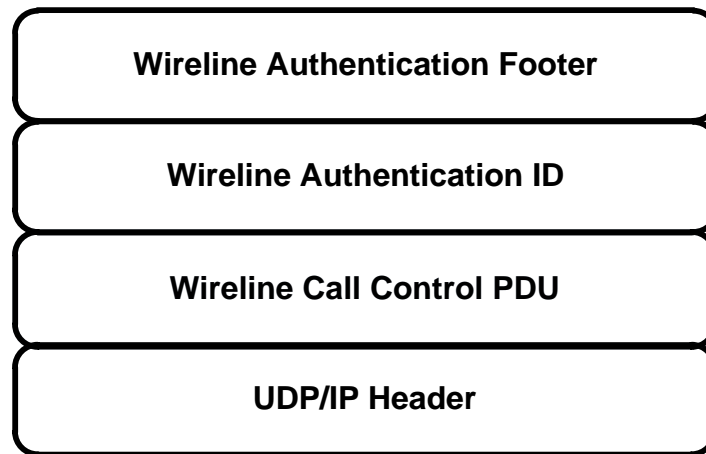 Wireline Authentication Footer
Wireline Authentication ID
Wireline Call Control PDU
UDP/IP Header